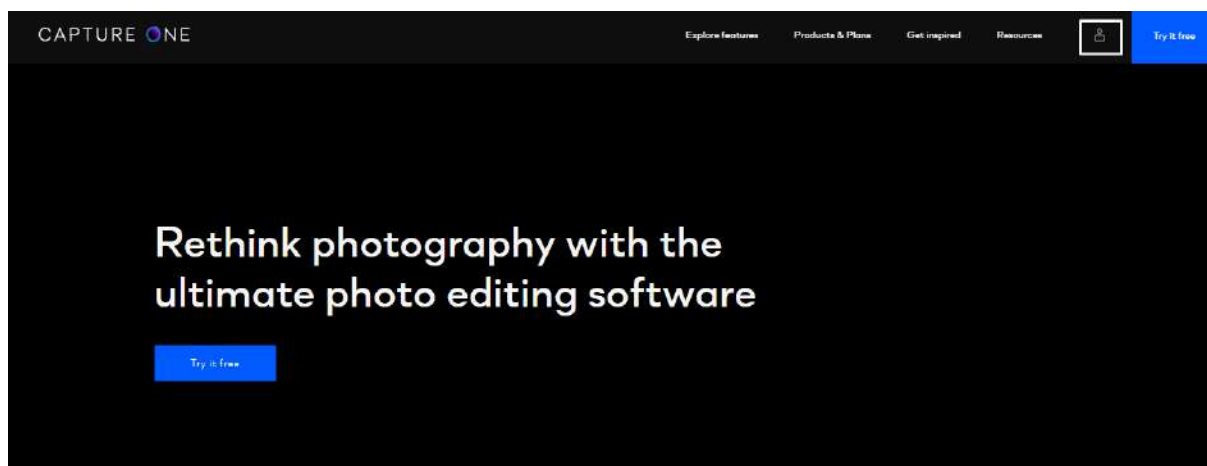 CAPTURE ONE
Explore features Products & Plans Get inspired Resources Try it free
Rethink photography with the
ultimate photo editing software
Try it free